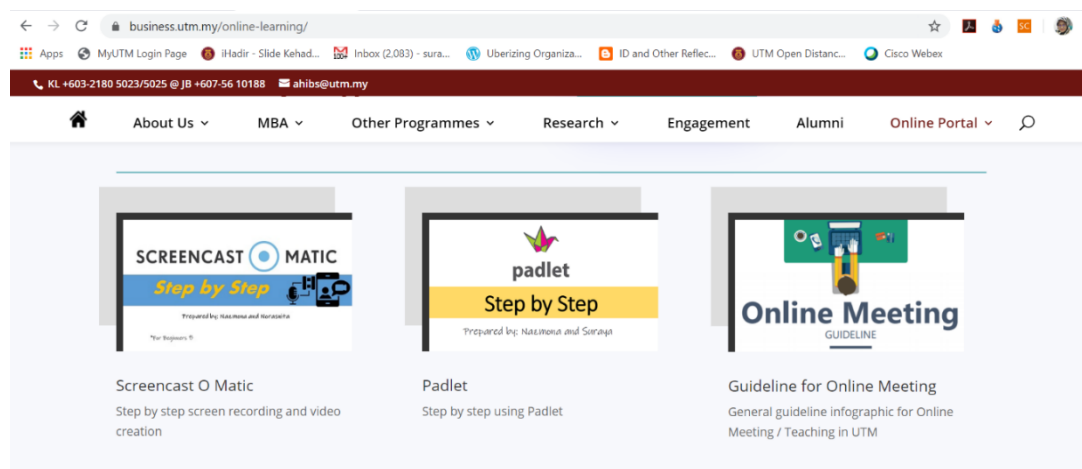 business.utm.my/online-learning/
Apps MyUTM Login Page iHadir - Slide Kehad... Inbox (2,083) - sura... Uberizing Organiza... ID and Other Reflec... UTM Open Distanc... Cisco Webex
KL +603-2180 5023/5025 @ JB +607-56 10188 ahibs@utm.my
About Us MBA Other Programmes Research Engagement Alumni Online Portal
SCREENCAST O MATIC
Step by Step
Prepared by: Nazmona and Norasnita
*For Beginners
padlet
Step by Step
Prepared by: Nazmona and Suraya
Online Meeting
GUIDELINE
Screencast O Matic
Step by step screen recording and video
creation
Padlet
Step by step using Padlet
Guideline for Online Meeting
General guideline infographic for Online
Meeting / Teaching in UTM